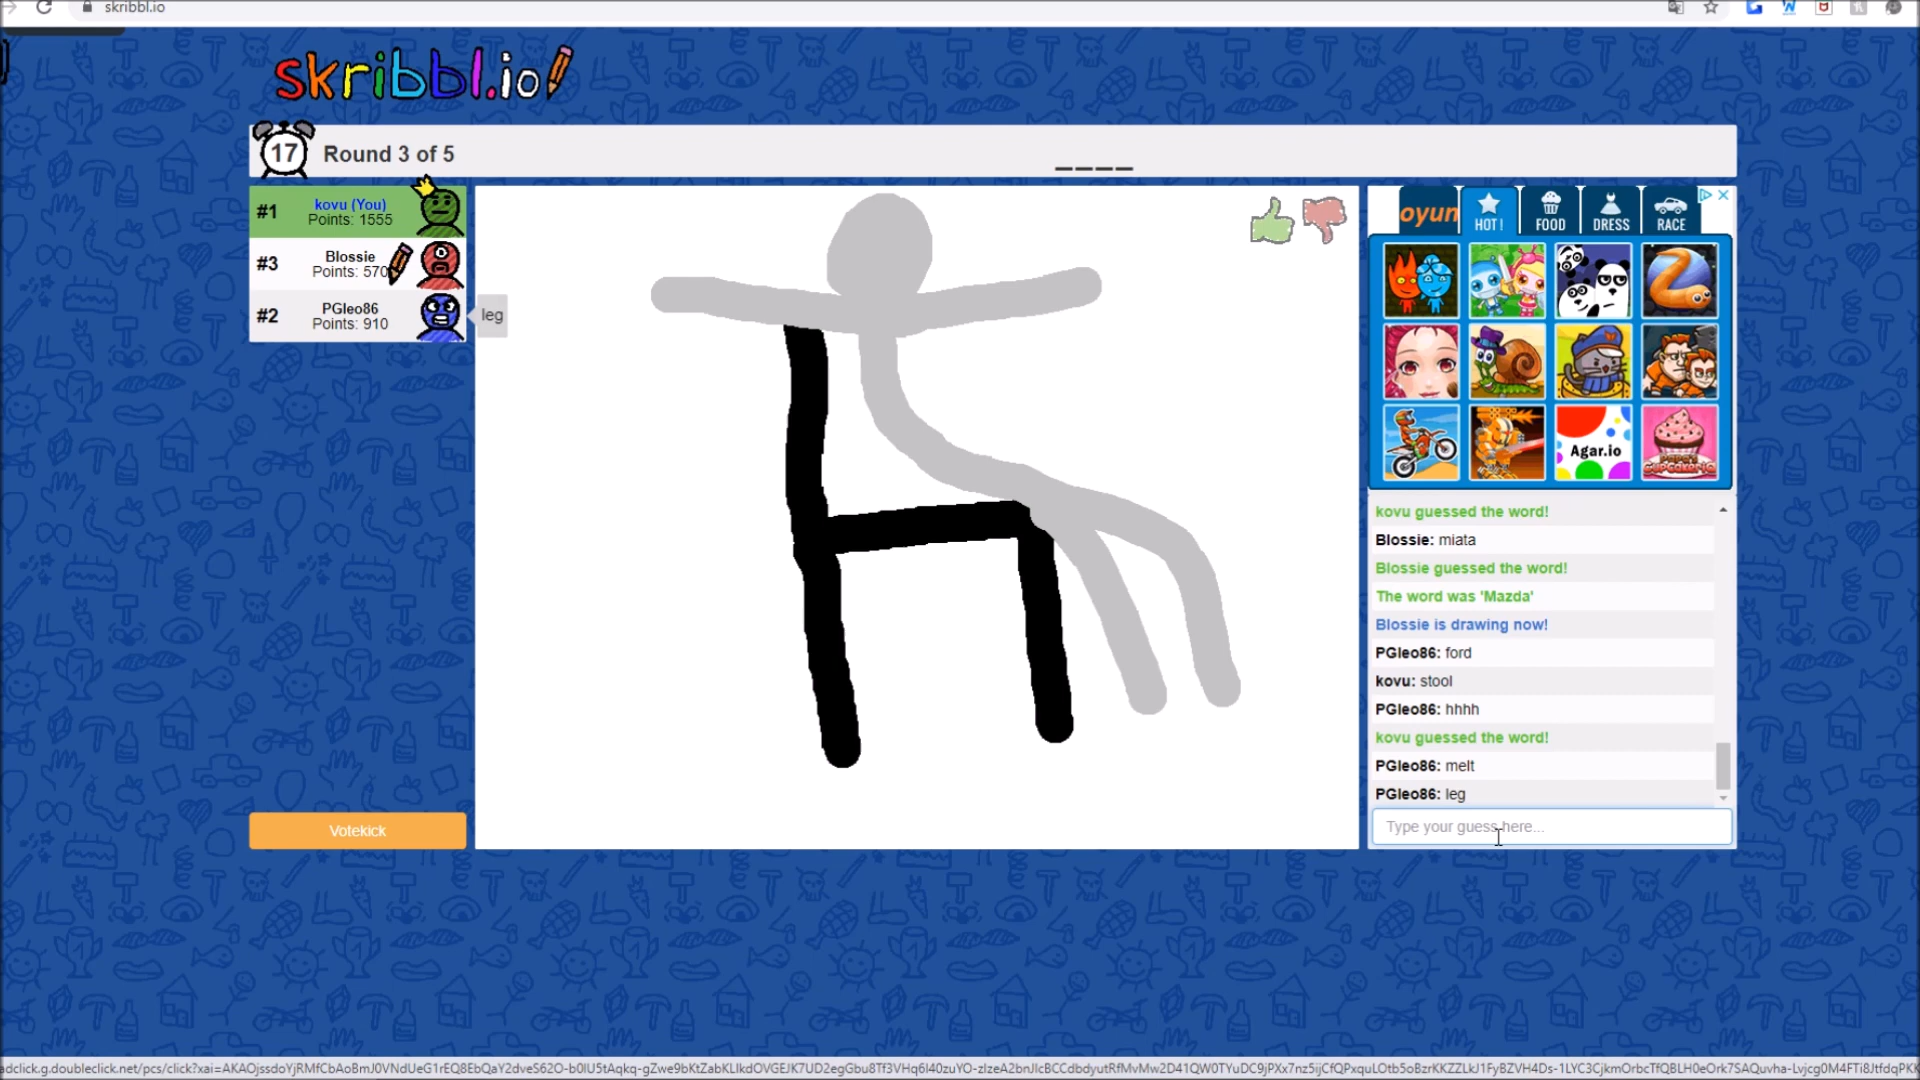 skribbl.io
skribbl.io
17
Round 3 of 5
____
#1
kovu (You)
Points: 1555
#3
Blossie
Points: 570
#2
PGleo86
Points: 910
leg
Votekick
oyun
HOT!
FOOD
DRESS
RACE
Agar.io
kovu guessed the word!
Blossie: miata
Blossie guessed the word!
The word was 'Mazda'
Blossie is drawing now!
PGleo86: ford
kovu: stool
PGleo86: hhhh
kovu guessed the word!
PGleo86: melt
PGleo86: leg
Type your guess here...